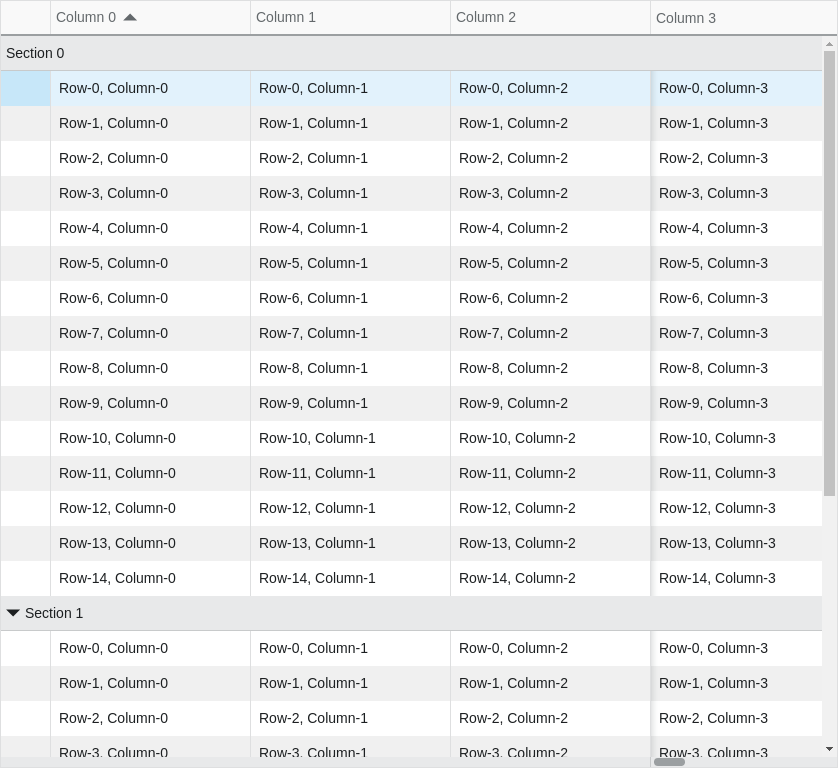 Column 0 Column 1 Column 2 Column 3
Section 0
Row-0, Column-0 Row-0, Column-1 Row-0, Column-2 Row-0, Column-3
Row-1, Column-0 Row-1, Column-1 Row-1, Column-2 Row-1, Column-3
Row-2, Column-0 Row-2, Column-1 Row-2, Column-2 Row-2, Column-3
Row-3, Column-0 Row-3, Column-1 Row-3, Column-2 Row-3, Column-3
Row-4, Column-0 Row-4, Column-1 Row-4, Column-2 Row-4, Column-3
Row-5, Column-0 Row-5, Column-1 Row-5, Column-2 Row-5, Column-3
Row-6, Column-0 Row-6, Column-1 Row-6, Column-2 Row-6, Column-3
Row-7, Column-0 Row-7, Column-1 Row-7, Column-2 Row-7, Column-3
Row-8, Column-0 Row-8, Column-1 Row-8, Column-2 Row-8, Column-3
Row-9, Column-0 Row-9, Column-1 Row-9, Column-2 Row-9, Column-3
Row-10, Column-0 Row-10, Column-1 Row-10, Column-2 Row-10, Column-3
Row-11, Column-0 Row-11, Column-1 Row-11, Column-2 Row-11, Column-3
Row-12, Column-0 Row-12, Column-1 Row-12, Column-2 Row-12, Column-3
Row-13, Column-0 Row-13, Column-1 Row-13, Column-2 Row-13, Column-3
Row-14, Column-0 Row-14, Column-1 Row-14, Column-2 Row-14, Column-3
Section 1
Row-0, Column-0 Row-0, Column-1 Row-0, Column-2 Row-0, Column-3
Row-1, Column-0 Row-1, Column-1 Row-1, Column-2 Row-1, Column-3
Row-2, Column-0 Row-2, Column-1 Row-2, Column-2 Row-2, Column-3
Row-3, Column-0 Row-3, Column-1 Row-3, Column-2 Row-3, Column-3